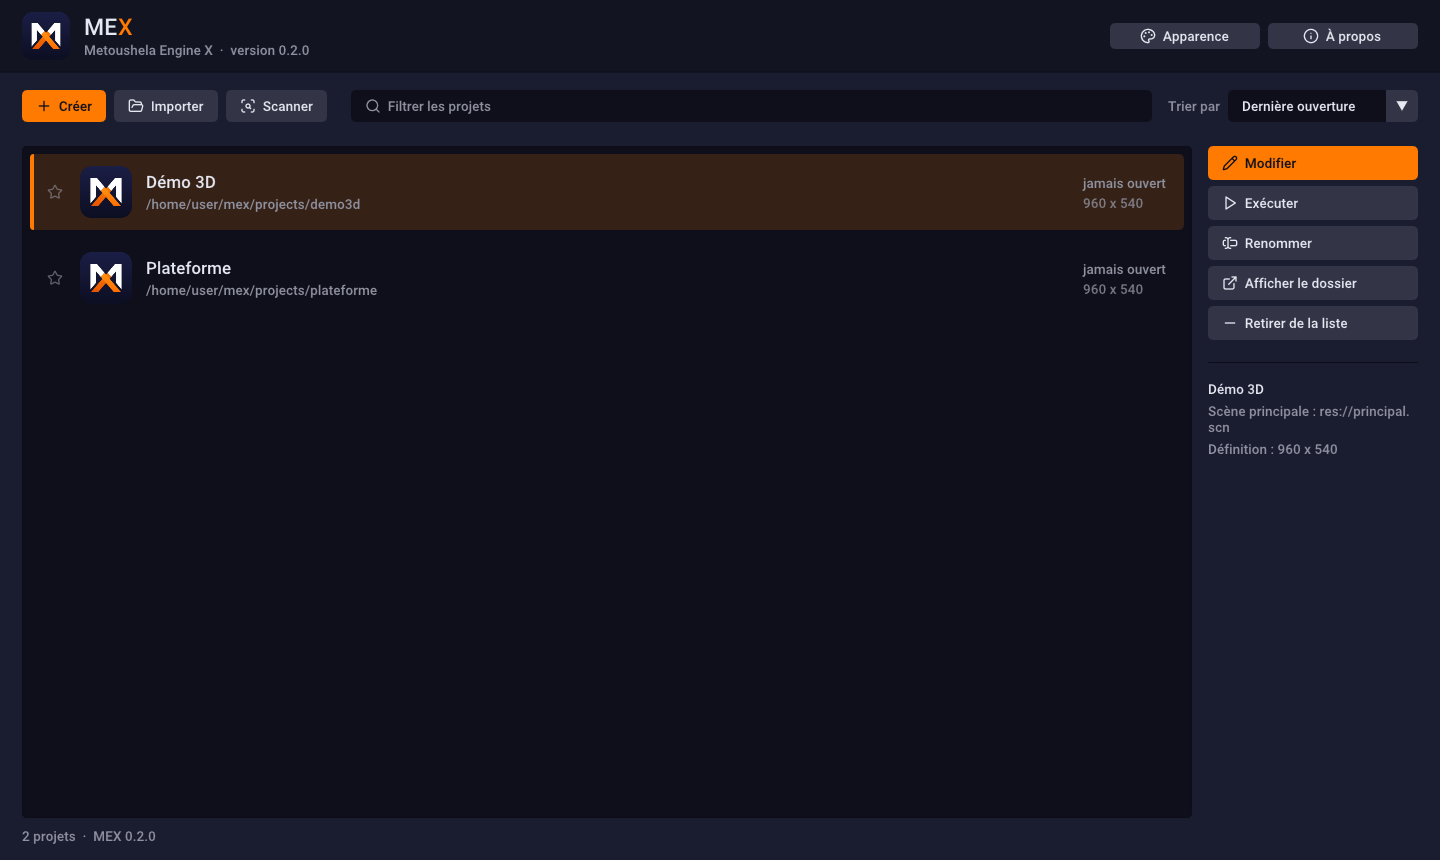 MEX
Metoushela Engine X · version 0.2.0
Apparence
À propos
Créer
Importer
Scanner
Filtrer les projets
Trier par
Dernière ouverture
Démo 3D
/home/user/mex/projects/demo3d
jamais ouvert
960 x 540
Plateforme
/home/user/mex/projects/plateforme
jamais ouvert
960 x 540
Modifier
Exécuter
Renommer
Afficher le dossier
Retirer de la liste
Démo 3D
Scène principale : res://principal.
scn
Définition : 960 x 540
2 projets · MEX 0.2.0